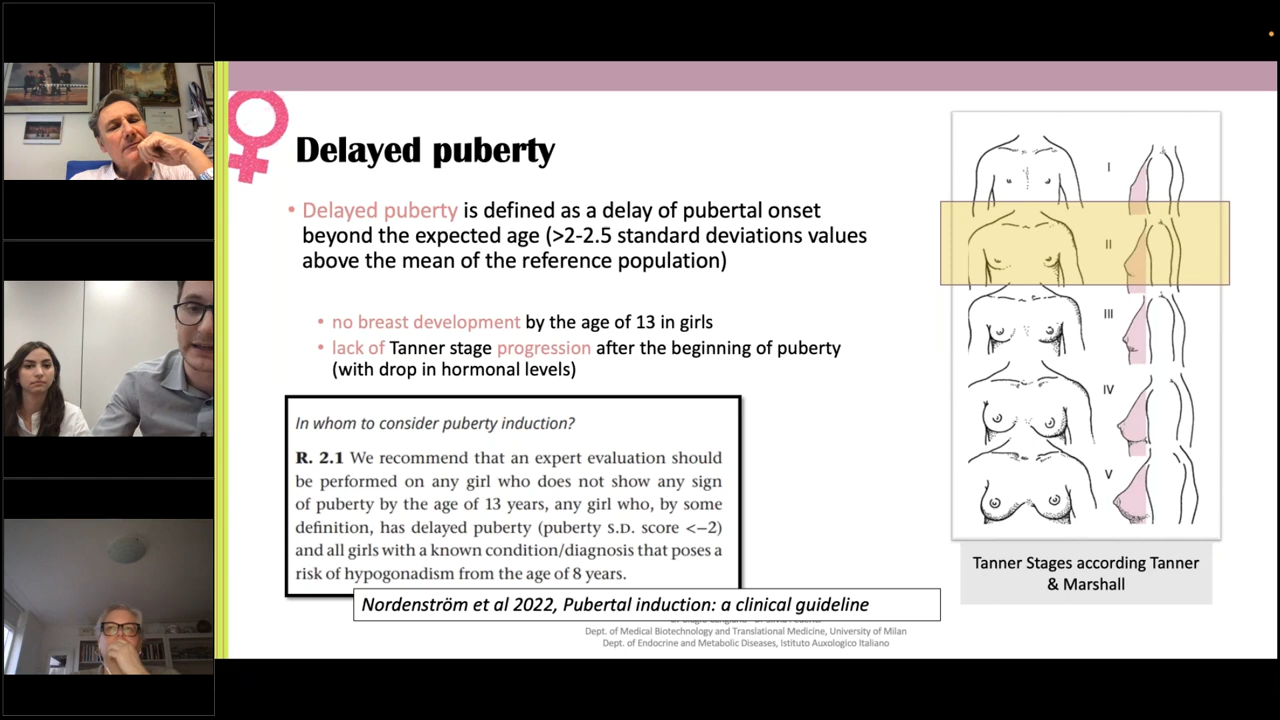 Delayed puberty
• Delayed puberty is defined as a delay of pubertal onset
beyond the expected age (>2-2.5 standard deviations values
above the mean of the reference population)
• no breast development by the age of 13 in girls
• lack of Tanner stage progression after the beginning of puberty
(with drop in hormonal levels)
In whom to consider puberty induction?
R. 2.1 We recommend that an expert evaluation should
be performed on any girl who does not show any sign
of puberty by the age of 13 years, any girl who, by some
definition, has delayed puberty (puberty S.D. score <−2)
and all girls with a known condition/diagnosis that poses a
risk of hypogonadism from the age of 8 years.
Nordenström et al 2022, Pubertal induction: a clinical guideline
Dept. of Medical Biotechnology and Translational Medicine, University of Milan
Dept. of Endocrine and Metabolic Diseases, Istituto Auxologico Italiano
I
II
III
IV
V
Tanner Stages according Tanner
& Marshall